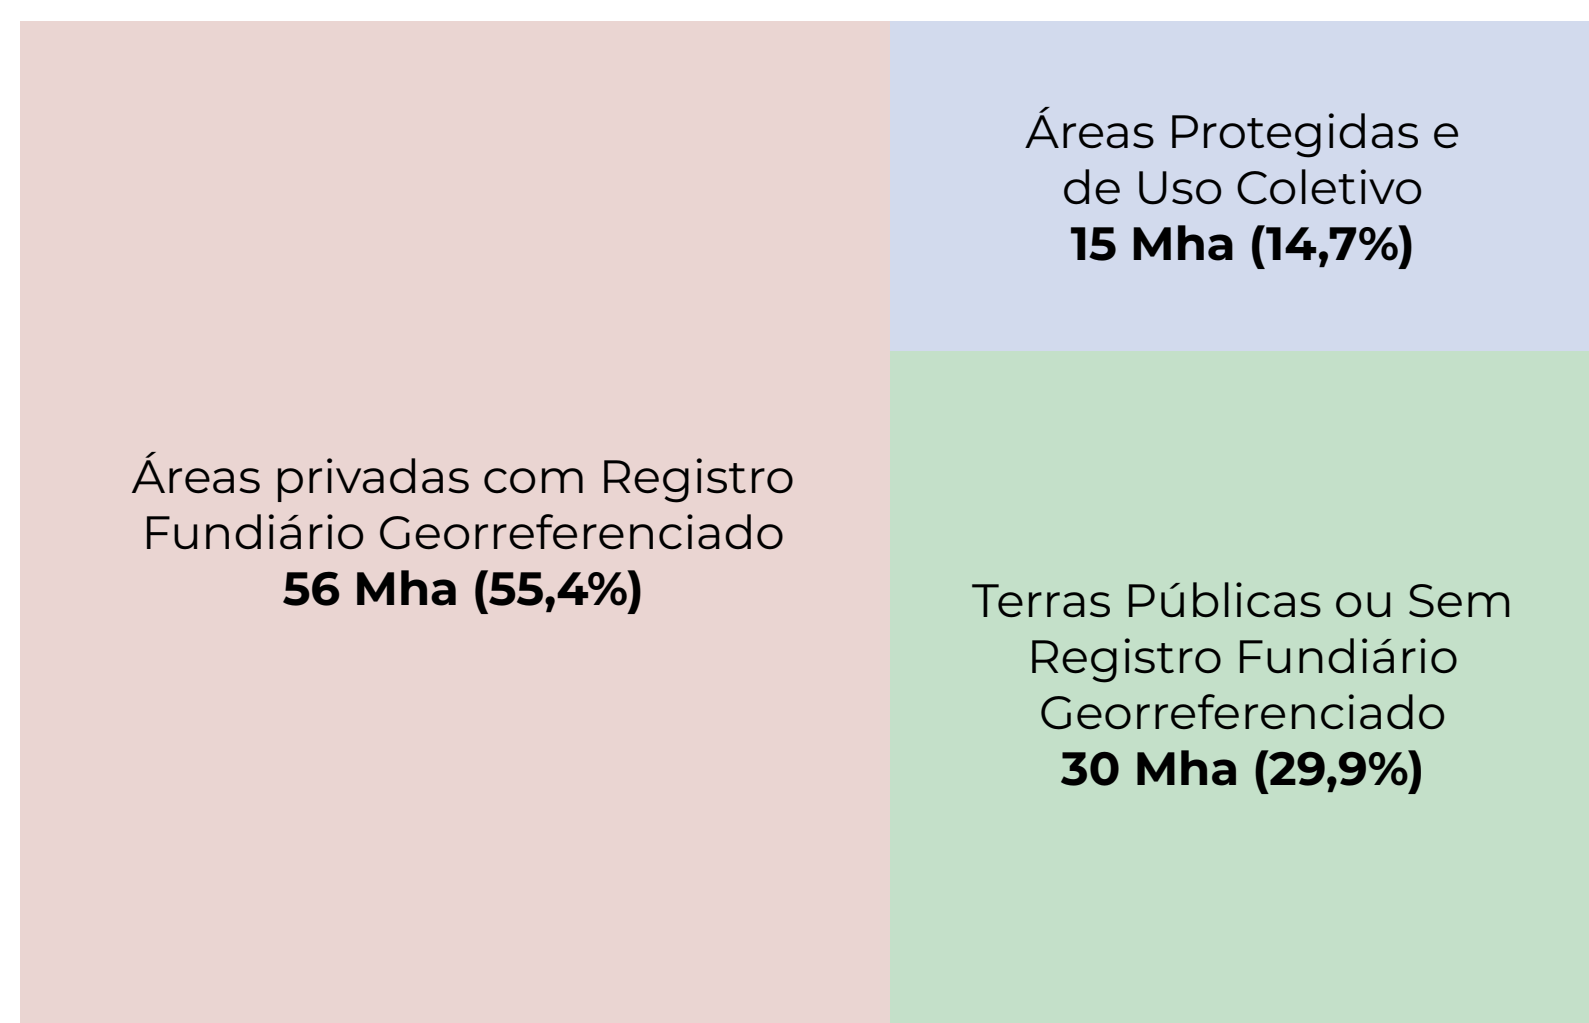 Áreas privadas com Registro
Fundiário Georreferenciado
56 Mha (55,4%)
Áreas Protegidas e
de Uso Coletivo
15 Mha (14,7%)
Terras Públicas ou Sem
Registro Fundiário
Georreferenciado
30 Mha (29,9%)